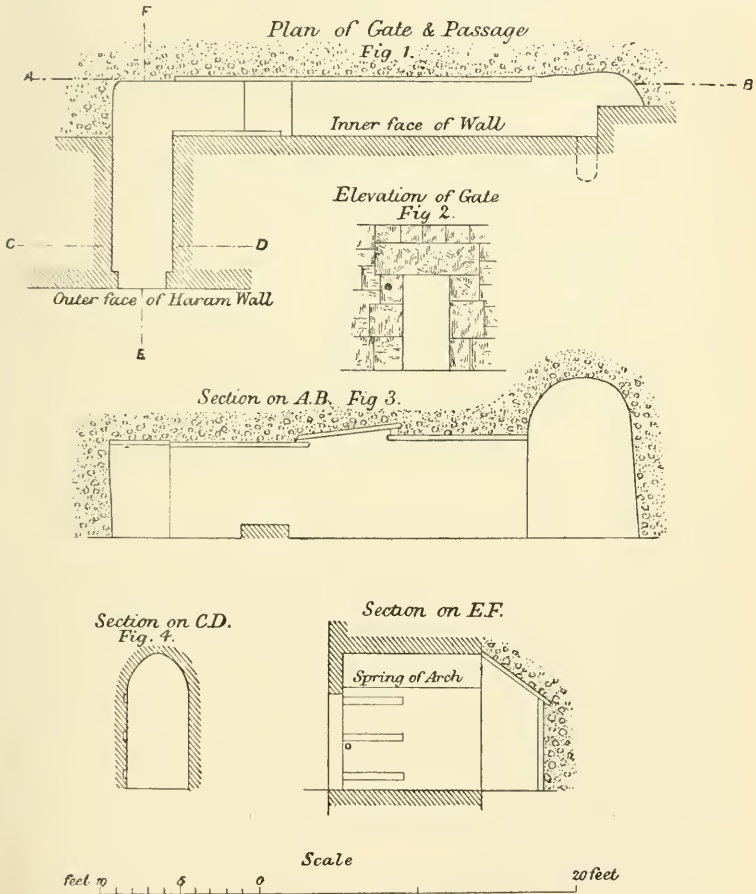 F
Plan of Gate & Passage
Fig 1.
A
B
Inner face of Wall
Elevation of Gate
Fig 2.
C
D
Outer face of Haram Wall
E
Section on A.B. Fig 3.
Section on C.D.
Fig. 4.
Section on E.F.
Spring of Arch
Scale
feet 10 5 0 20 feet